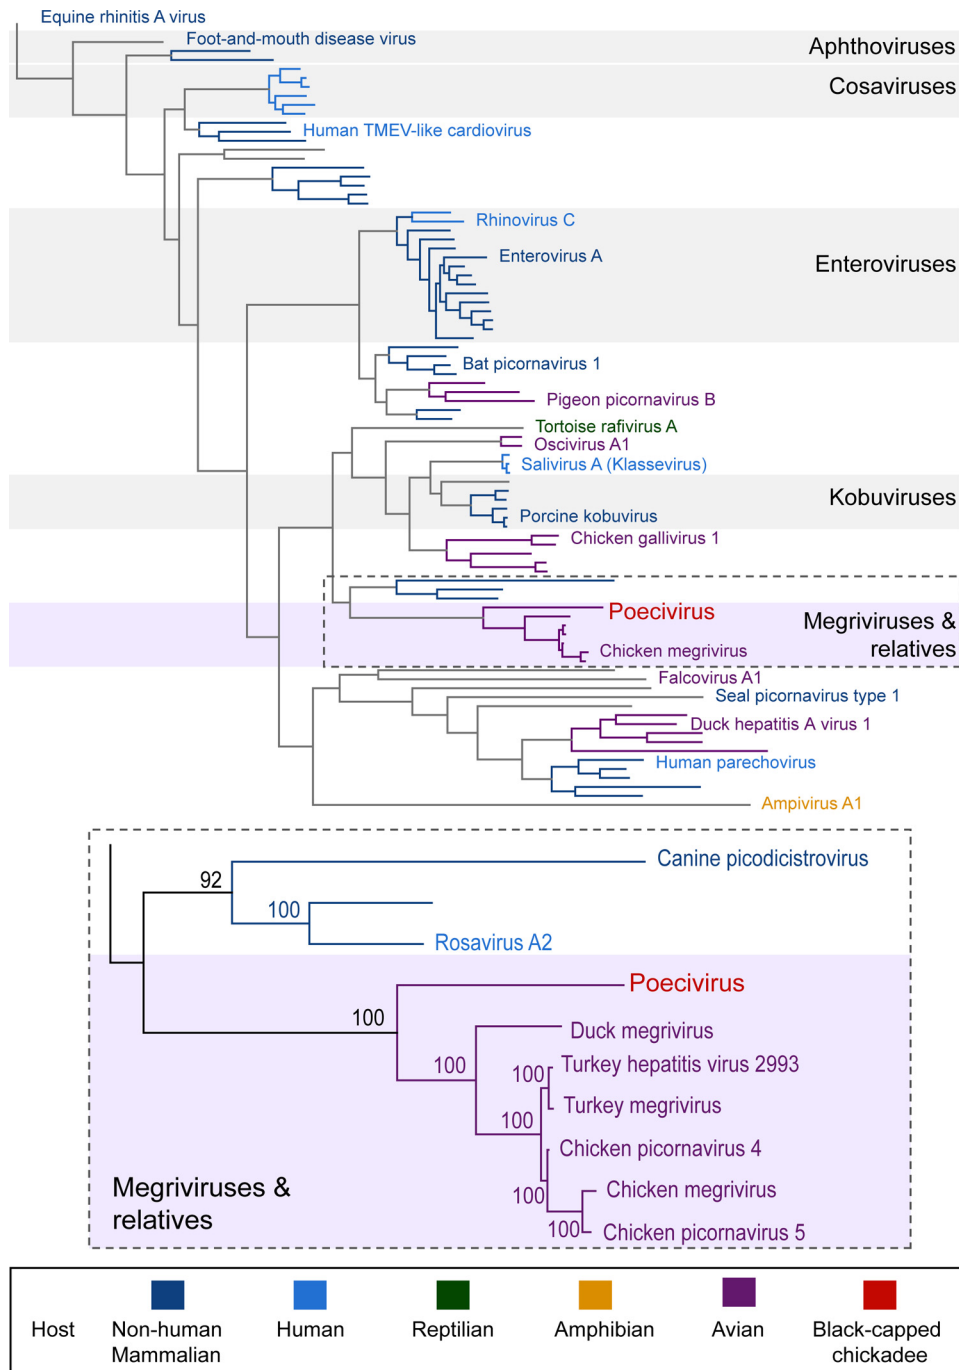 Equine rhinitis A virus
Foot-and-mouth disease virus
Aphthoviruses
Cosaviruses
Human TMEV-like cardiovirus
Rhinovirus C
Enterovirus A
Enteroviruses
Bat picornavirus 1
Pigeon picornavirus B
Tortoise rafivirus A
Oscivirus A1
Salivirus A (Klassevirus)
Kobuviruses
Porcine kobuvirus
Chicken gallivirus 1
Poecivirus
Megriviruses &
relatives
Chicken megrivirus
Falcovirus A1
Seal picornavirus type 1
Duck hepatitis A virus 1
Human parechovirus
Ampivirus A1
Canine picodicistrovirus
92
100
Rosavirus A2
Poecivirus
100
Duck megrivirus
100
Turkey hepatitis virus 2993
100
Turkey megrivirus
100
Chicken picornavirus 4
Chicken megrivirus
100
Chicken picornavirus 5
100
Megriviruses &
relatives
Host
Non-human
Mammalian
Human
Reptilian
Amphibian
Avian
Black-capped
chickadee